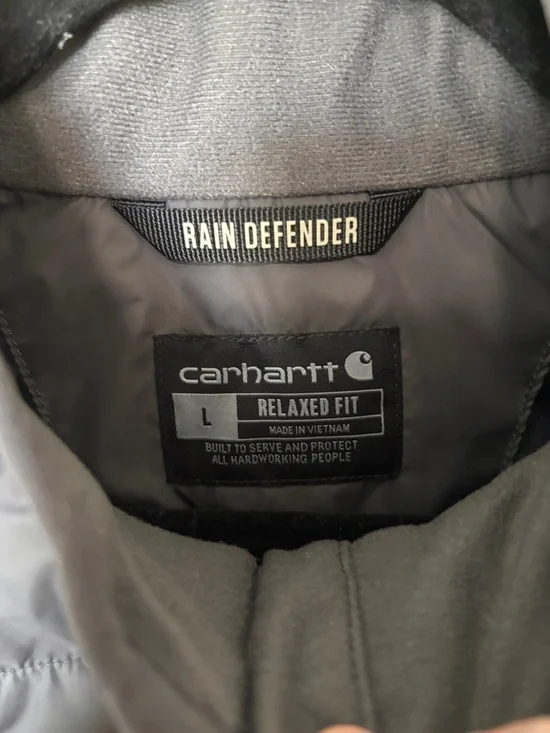 RAIN DEFENDER
carhartt
L
RELAXED FIT
MADE IN VIETNAM
BUILT TO SERVE AND PROTECT
ALL HARDWORKING PEOPLE